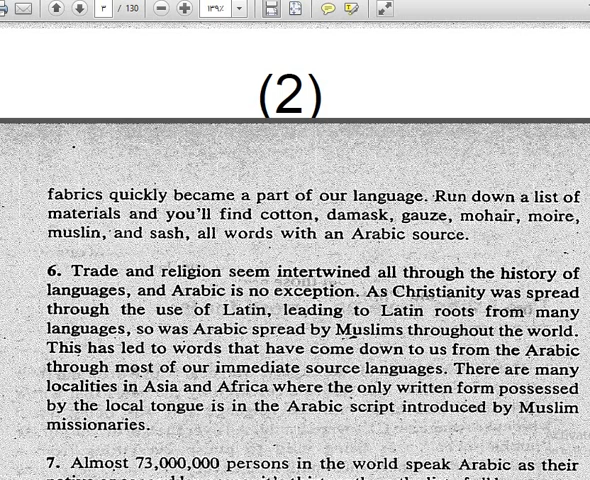 ٣ / 130 ١٣٩٪
(2)
fabrics quickly became a part of our language. Run down a list of
materials and you'll find cotton, damask, gauze, mohair, moire,
muslin, and sash, all words with an Arabic source.
6. Trade and religion seem intertwined all through the history of
languages, and Arabic is no exception. As Christianity was spread
through the use of Latin, leading to Latin roots from many
languages, so was Arabic spread by Muslims throughout the world.
This has led to words that have come down to us from the Arabic
through most of our immediate source languages. There are many
localities in Asia and Africa where the only written form possessed
by the local tongue is in the Arabic script introduced by Muslim
missionaries.
7. Almost 73,000,000 persons in the world speak Arabic as their